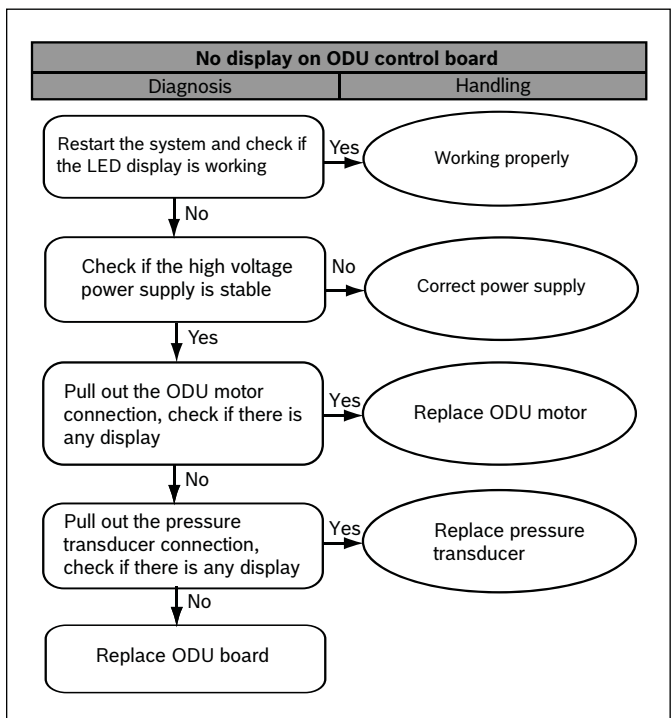 No display on ODU control board
Diagnosis
Handling
Restart the system and check if
the LED display is working
Yes
Working properly
No
Check if the high voltage
power supply is stable
No
Correct power supply
Yes
Pull out the ODU motor
connection, check if there is
any display
Yes
Replace ODU motor
No
Pull out the pressure
transducer connection,
check if there is any display
Yes
Replace pressure
transducer
No
Replace ODU board